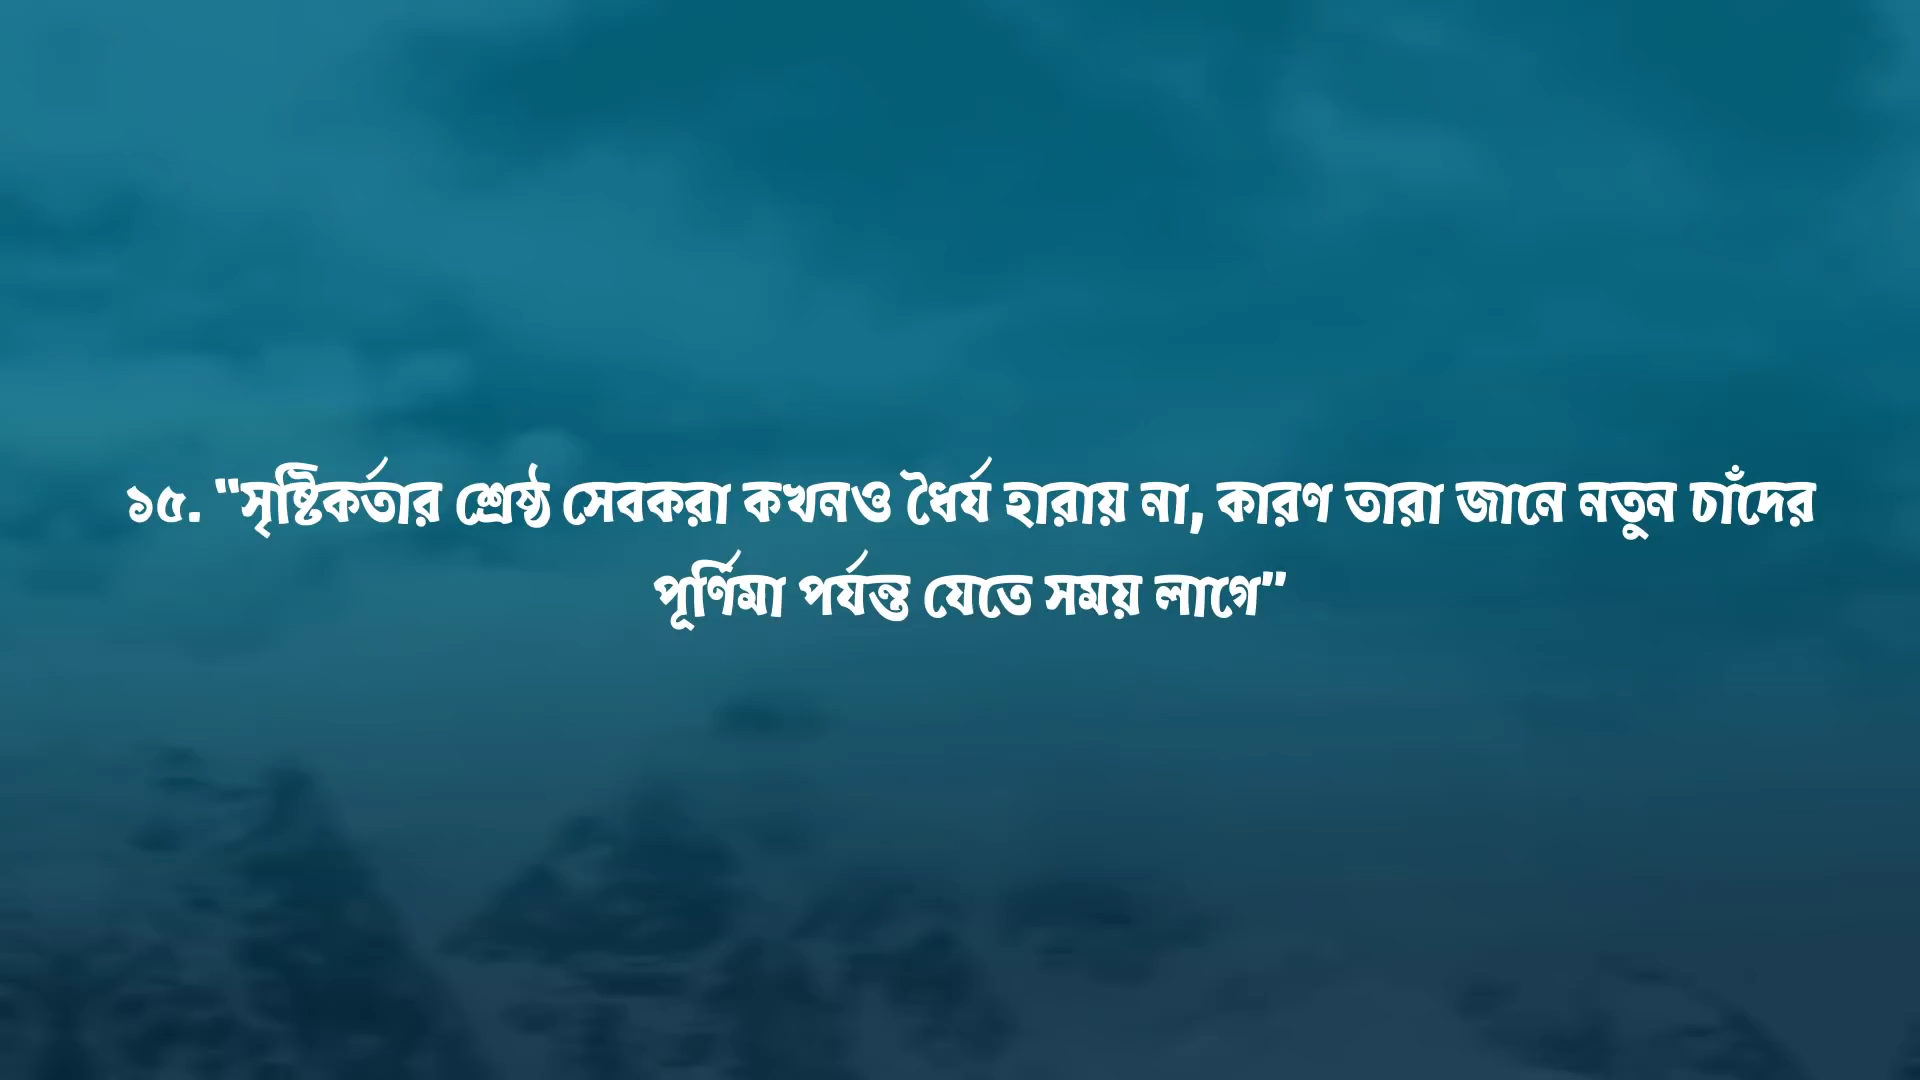 ১৫. "সৃষ্টিকর্তার শ্রেষ্ঠ সেবকরা কখনও ধৈর্য হারায় না, কারণ তারা জানে নতুন চাঁদের
পূর্ণিমা পর্যন্ত যেতে সময় লাগে”